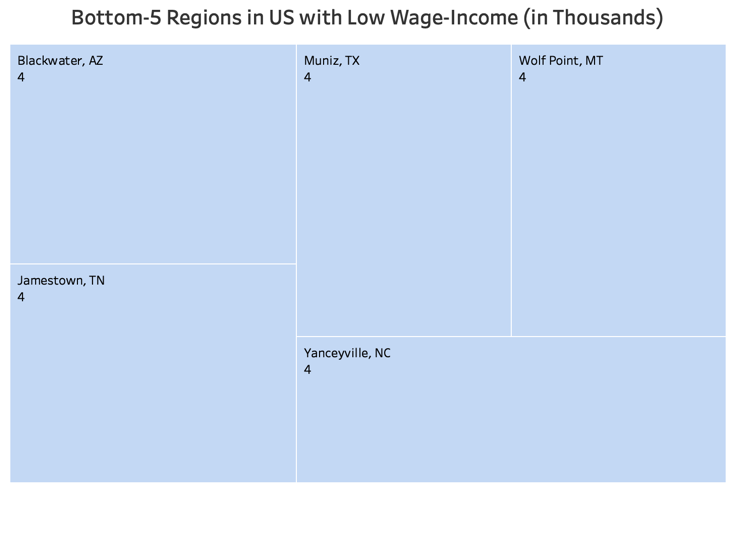 Bottom-5 Regions in US with Low Wage-Income (in Thousands)
Blackwater, AZ
4
Muniz, TX
4
Wolf Point, MT
4
Jamestown, TN
4
Yanceyville, NC
4